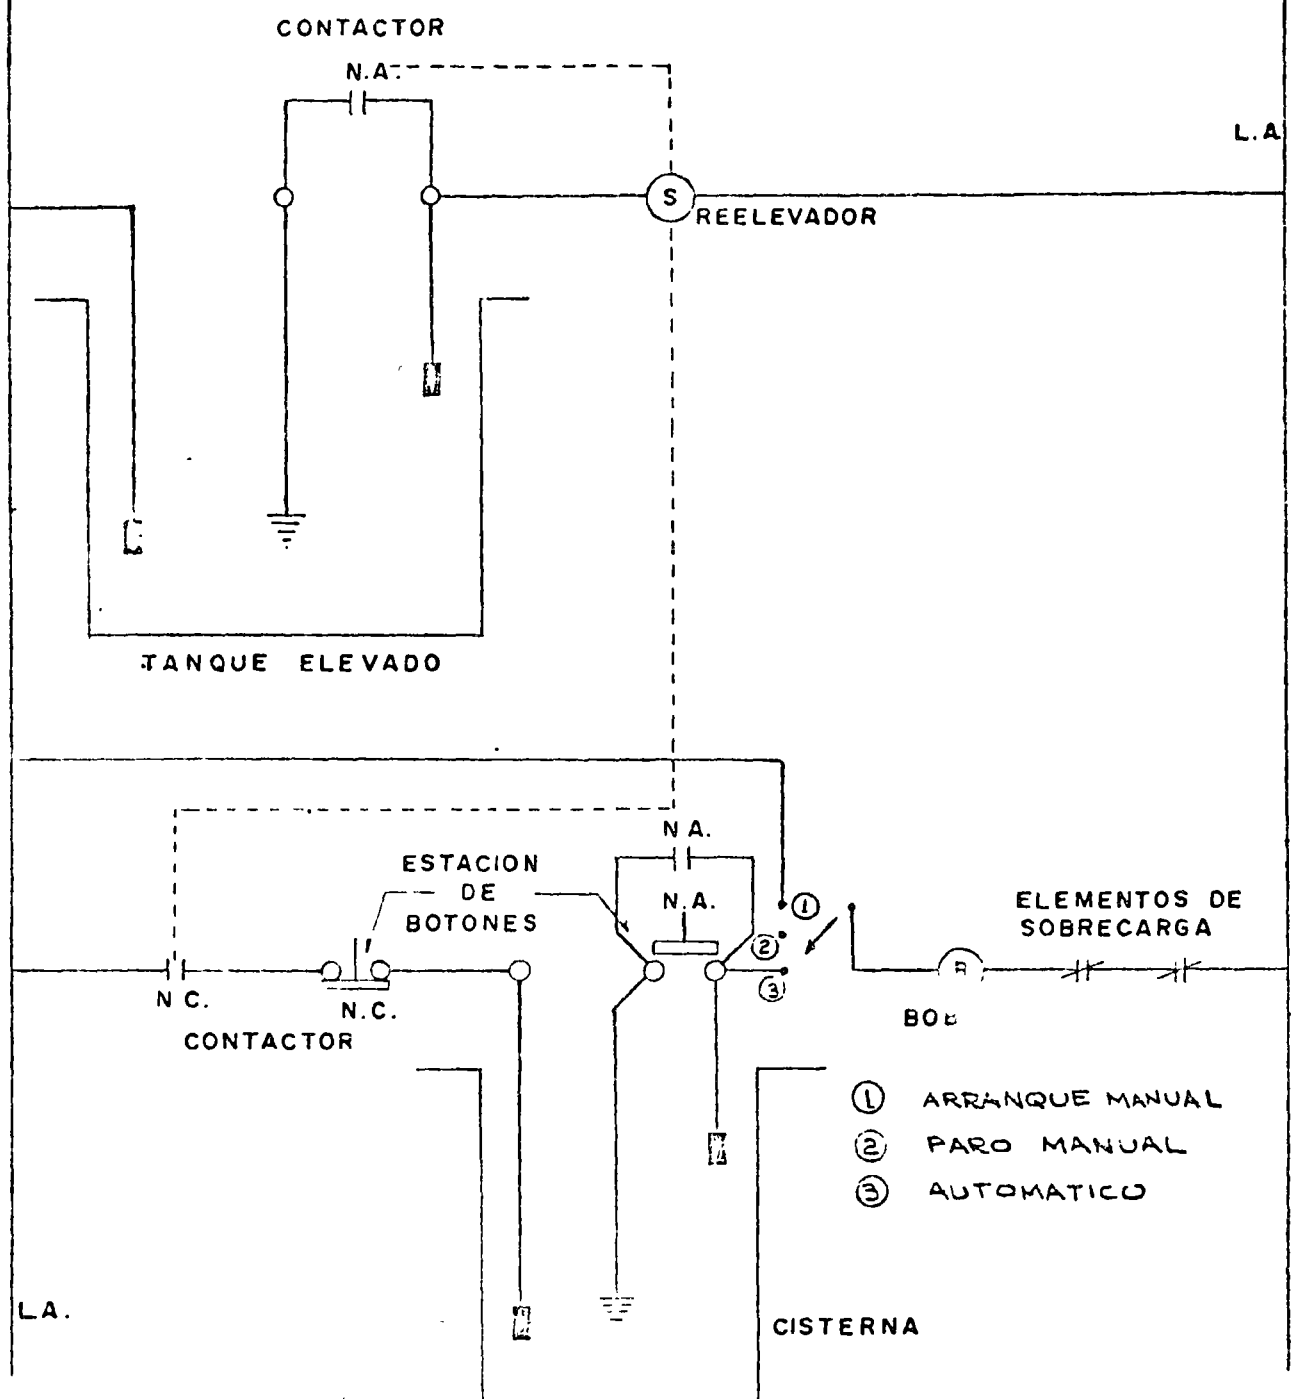 CONTACTOR
N.A.
L.A
S
REELEVADOR
TANQUE ELEVADO
N A.
ESTACION
DE
BOTONES
N.A.
1
2
3
ELEMENTOS DE
SOBRECARGA
N C.
N.C.
CONTACTOR
1 ARRANQUE MANUAL
2 PARO MANUAL
3 AUTOMATICO
L.A.
CISTERNA